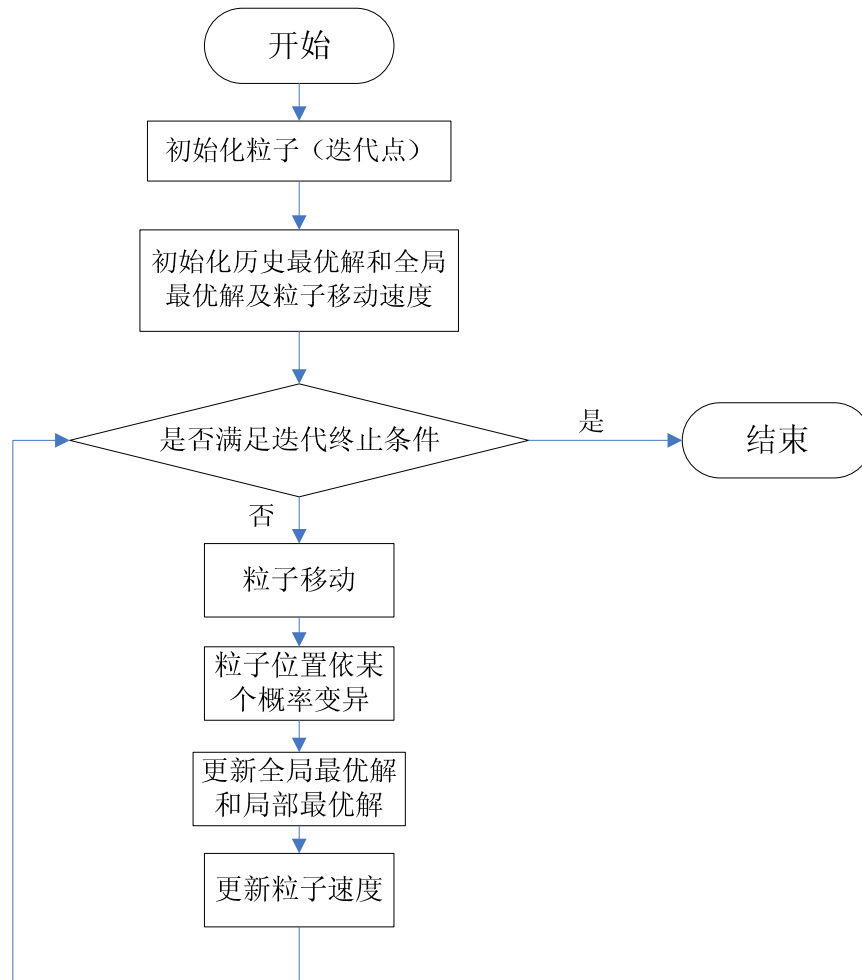 开始
初始化粒子（迭代点）
初始化历史最优解和全局
最优解及粒子移动速度
是否满足迭代终止条件
是
结束
否
粒子移动
粒子位置依某
个概率变异
更新全局最优解
和局部最优解
更新粒子速度